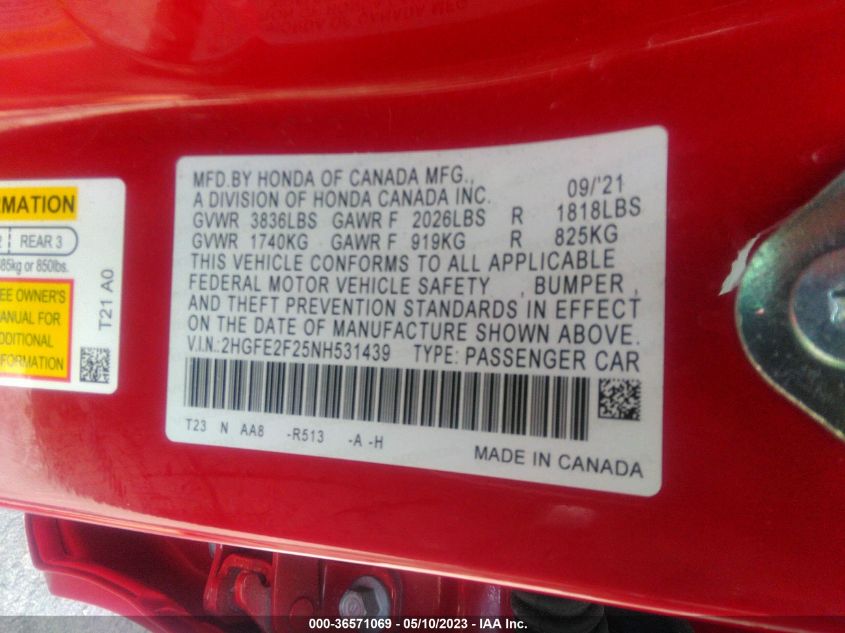 MFD.BY HONDA OF CANADA MFG.,
A DIVISION OF HONDA CANADA INC. 09/'21
GVWR 3836LBS GAWR F 2026LBS R 1818LBS
GVWR 1740KG GAWR F 919KG R 825KG
THIS VEHICLE CONFORMS TO ALL APPLICABLE
FEDERAL MOTOR VEHICLE SAFETY , BUMPER ,
AND THEFT PREVENTION STANDARDS IN EFFECT
ON THE DATE OF MANUFACTURE SHOWN ABOVE.
V.I.N.:2HGFE2F25NH531439 TYPE: PASSENGER CAR
T23 N AA8 -R513 -A -H
MADE IN CANADA
MATION
REAR 3
85kg or 850lbs.
EE OWNER'S
ANUAL FOR
DDITIONAL
FORMATION
T21 A0
000-36571069 - 05/10/2023 - IAA Inc.